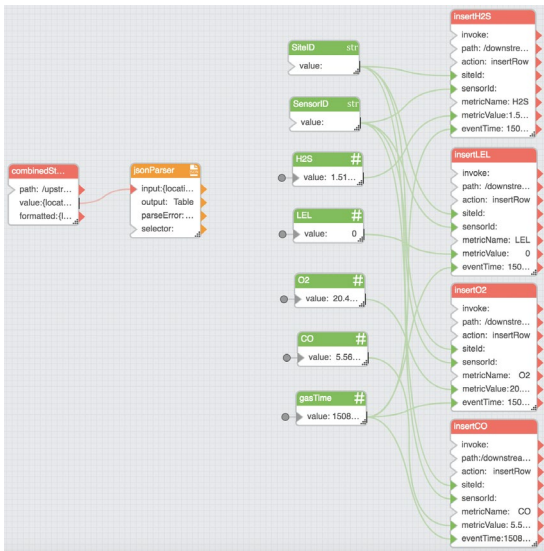 combinedSt...
path: /upstr...
value:{locat...
formatted:{l...
jsonParser
input:{locati...
output: Table
parseError:...
selector:
SiteID str
value:
SensorID str
value:
H2S #
value: 1.51...
LEL #
value: 0
O2 #
value: 20.4...
CO #
value: 5.56...
gasTime #
value: 1508...
insertH2S
invoke:
path: /downstre...
action: insertRow
siteId:
sensorId:
metricName: H2S
metricValue:1.5...
eventTime: 150...
insertLEL
invoke:
path: /downstre...
action: insertRow
siteId:
sensorId:
metricName: LEL
metricValue: 0
eventTime: 150...
insertO2
invoke:
path: /downstre...
action: insertRow
siteId:
sensorId:
metricName: O2
metricValue:20....
eventTime: 150...
insertCO
invoke:
path:/downstrea...
action: insertRow
siteId:
sensorId:
metricName: CO
metricValue: 5.5...
eventTime:1508...